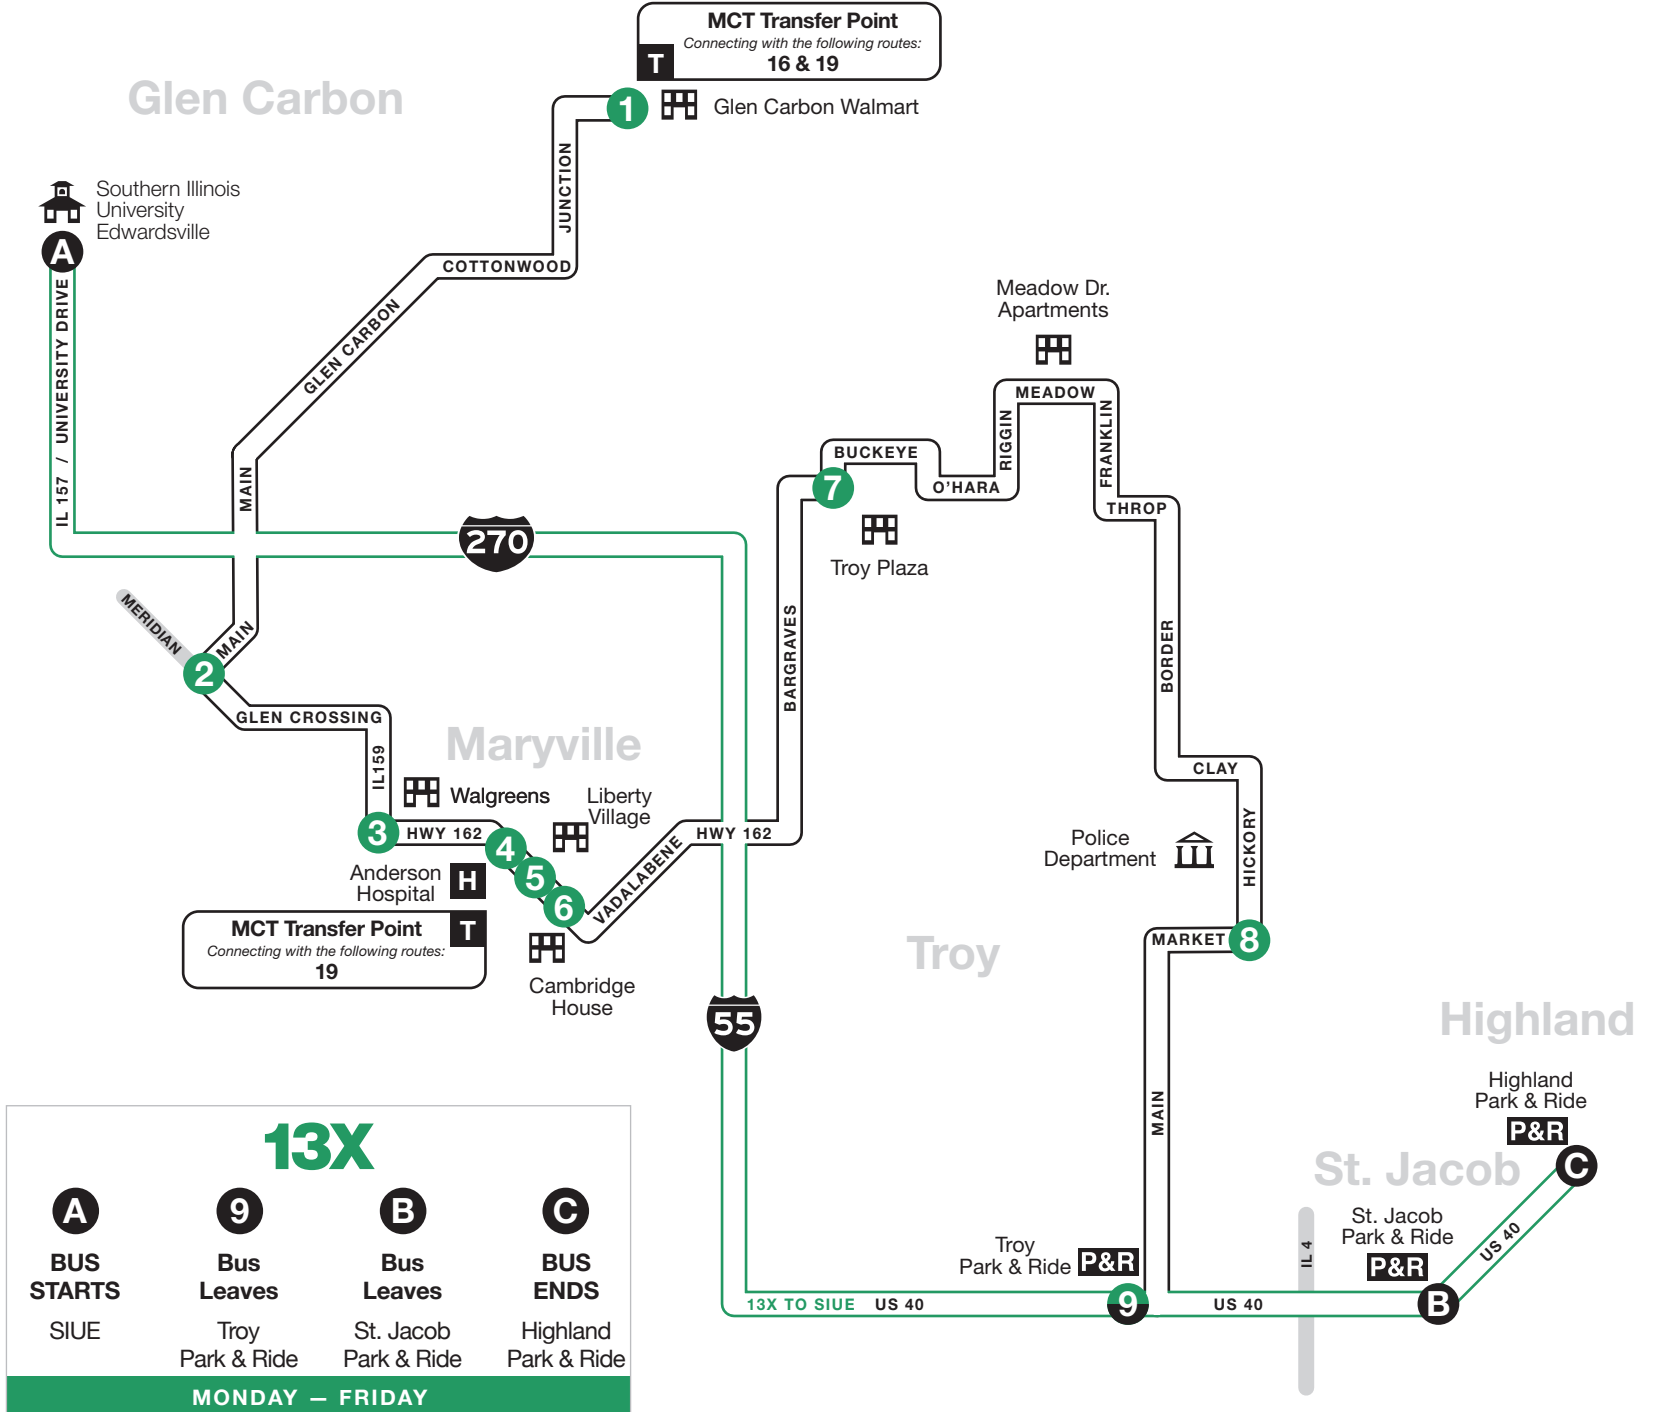 MCT Transfer Point
Connecting with the following routes:
T
16 & 19
Glen Carbon
1
Glen Carbon Walmart
JUNCTION
Southern Illinois
University
Edwardsville
A
COTTONWOOD
IL 157 / UNIVERSITY DRIVE
GLEN CARBON
Meadow Dr.
Apartments
MEADOW
RIGGIN
FRANKLIN
BUCKEYE
O'HARA
THROP
MAIN
7
270
Troy Plaza
MERIDIAN
MAIN
2
BARGRAVES
BORDER
GLEN CROSSING
Maryville
IL159
CLAY
Walgreens
Liberty
Village
3
HWY 162
4
5
6
VADALABENE
HWY 162
Police
Department
HICKORY
Anderson
Hospital
H
MCT Transfer Point
T
Connecting with the following routes:
19
MARKET
8
Troy
Cambridge
House
55
Highland
Highland
Park & Ride
P&R
C
MAIN
St. Jacob
St. Jacob
Park & Ride
P&R
IL 4
US 40
Troy
Park & Ride
P&R
13X TO SIUE
US 40
9
US 40
B
13X
A
9
B
C
BUS
STARTS
Bus
Leaves
Bus
Leaves
BUS
ENDS
SIUE
Troy
Park & Ride
St. Jacob
Park & Ride
Highland
Park & Ride
MONDAY — FRIDAY